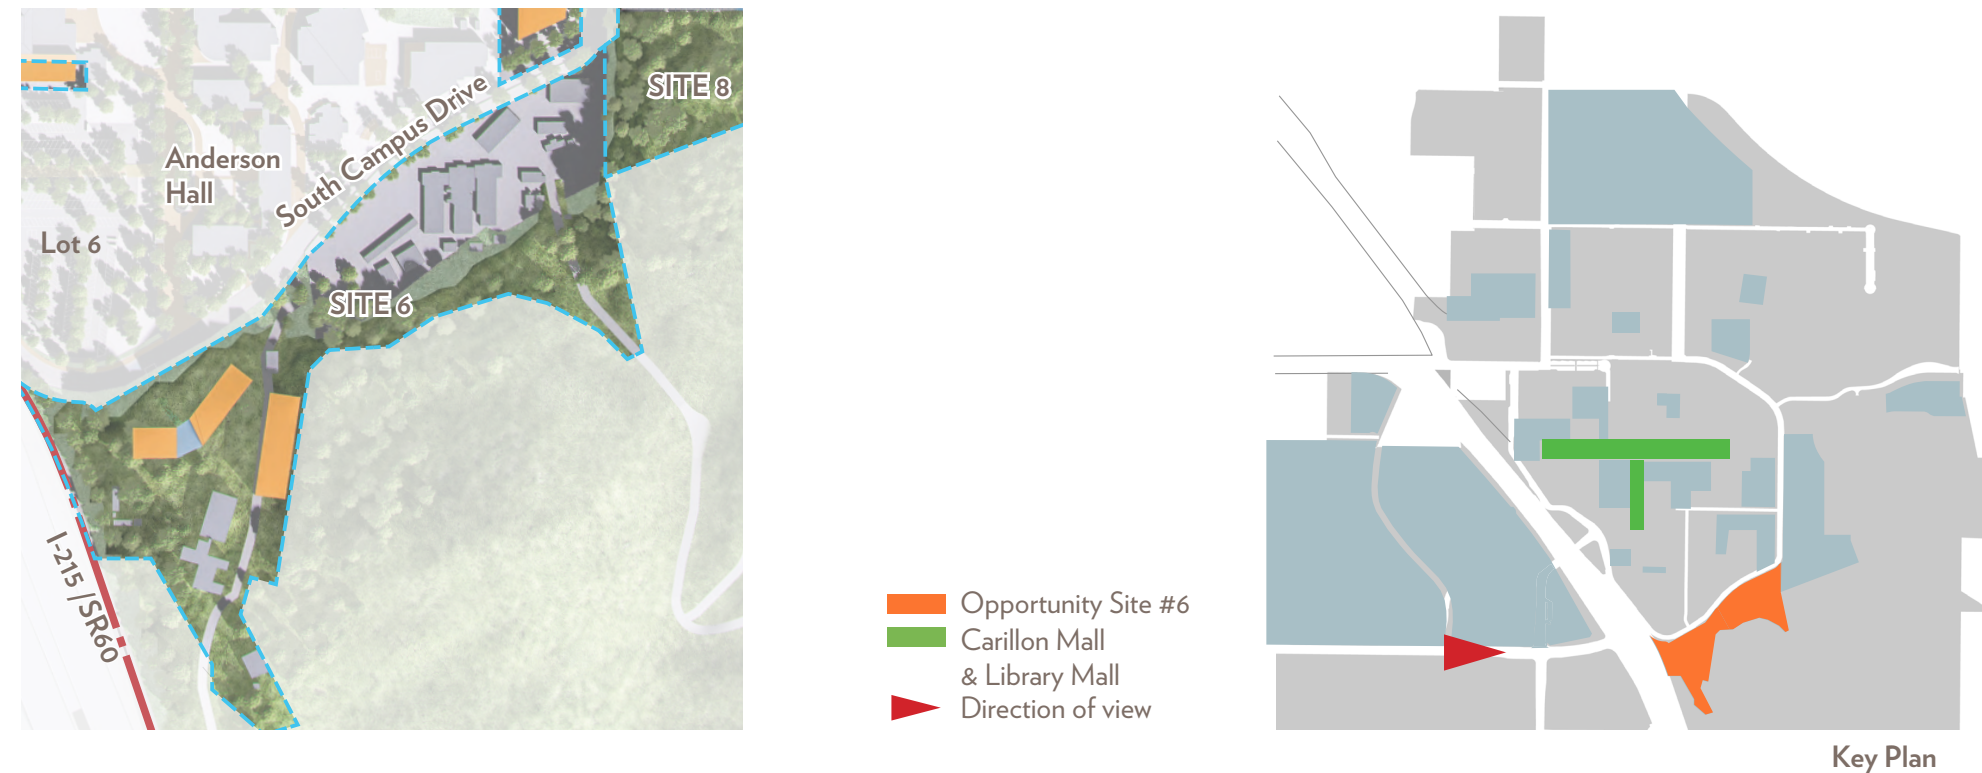 SITE 8
South Campus Drive
Anderson
Hall
Lot 6
SITE 6
I-215 /SR60
Opportunity Site #6
Carillon Mall
& Library Mall
Direction of view
Key Plan